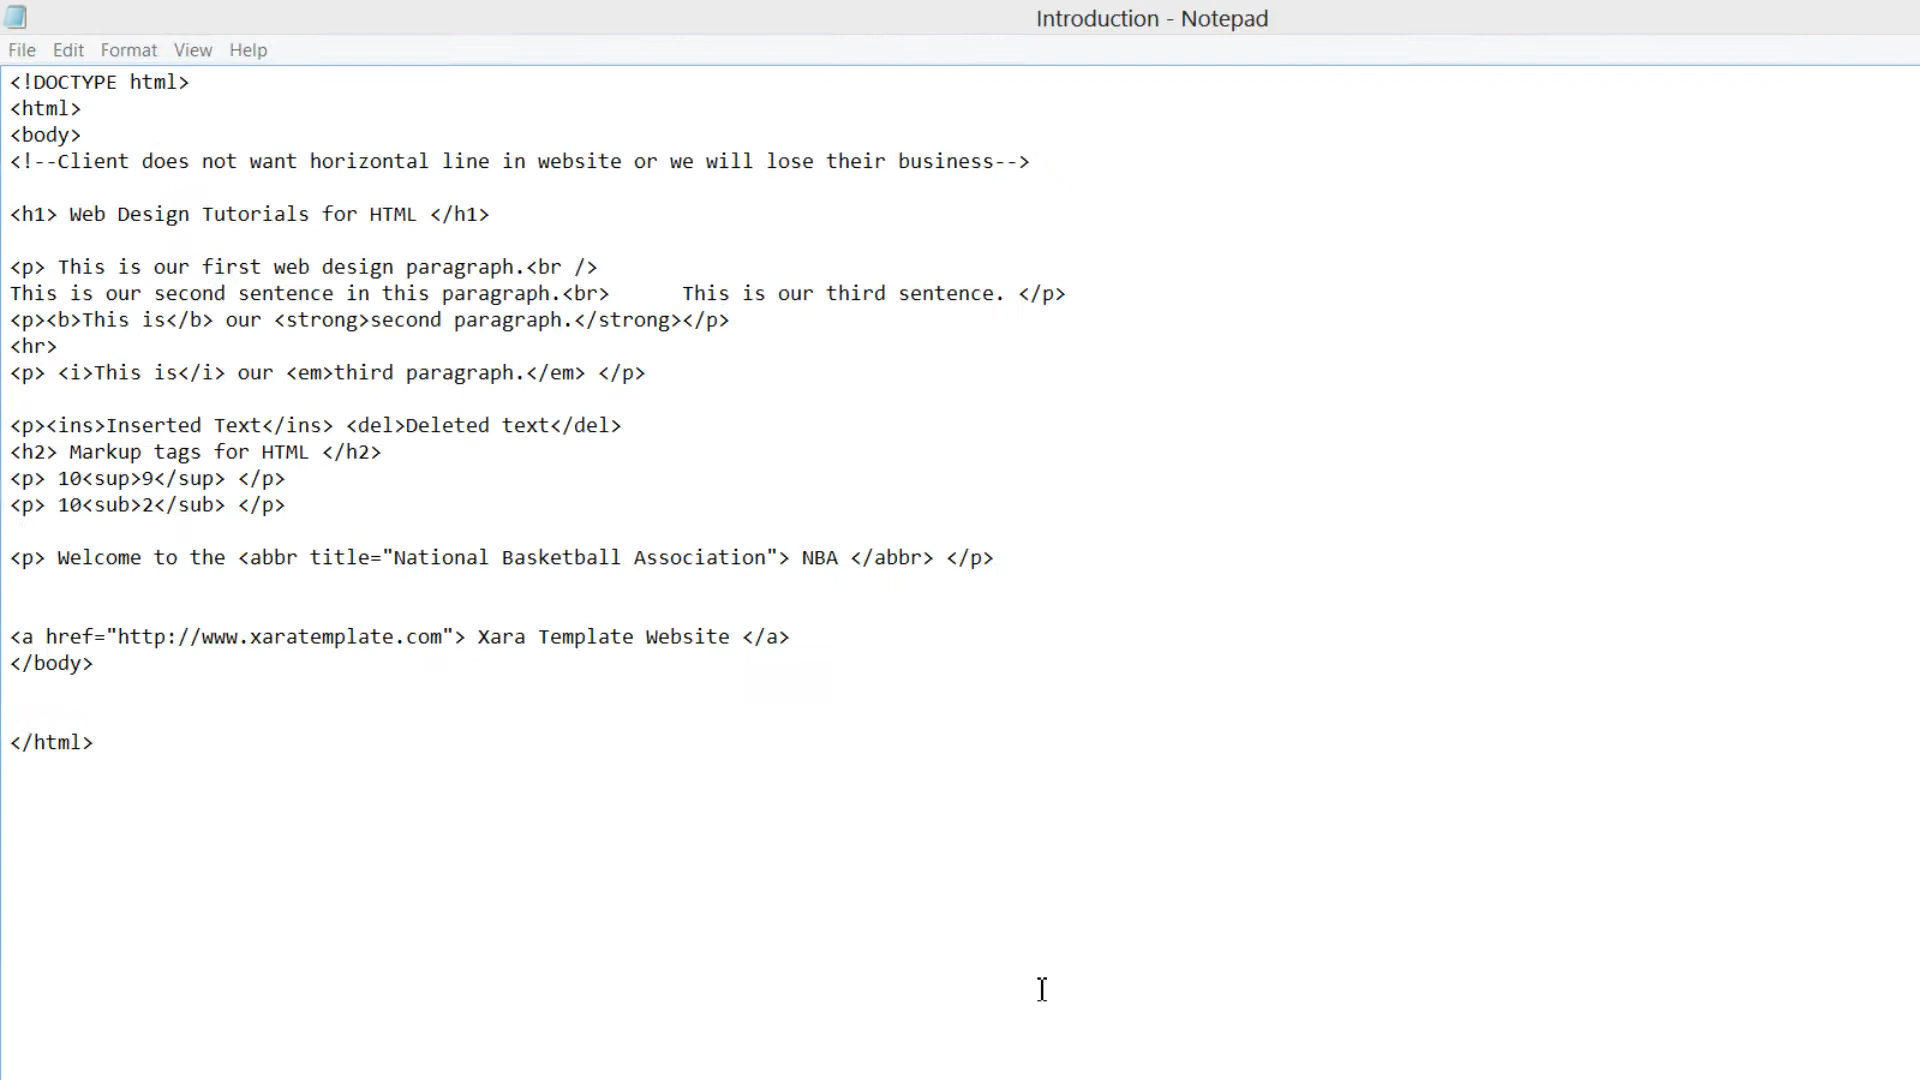 Introduction - Notepad
File Edit Format View Help
<!DOCTYPE html>
<html>
<body>
<!--Client does not want horizontal line in website or we will lose their business-->
<h1> Web Design Tutorials for HTML </h1>
<p> This is our first web design paragraph.<br />
This is our second sentence in this paragraph.<br>      This is our third sentence. </p>
<p><b>This is</b> our <strong>second paragraph.</strong></p>
<hr>
<p> <i>This is</i> our <em>third paragraph.</em> </p>
<p><ins>Inserted Text</ins> <del>Deleted text</del>
<h2> Markup tags for HTML </h2>
<p> 10<sup>9</sup> </p>
<p> 10<sub>2</sub> </p>
<p> Welcome to the <abbr title="National Basketball Association"> NBA </abbr> </p>
<a href="http://www.xaratemplate.com"> Xara Template Website </a>
</body>
</html>